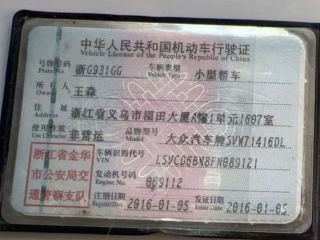 中华人民共和国机动车行驶证
Vehicle License of the People's Republic of China
号牌号码 浙G931GG 车辆类型 小型轿车
Plate No. Vehicle Type
所有人 王森
Owner
住址 浙江省义乌市福田大厦4幢1单元1607室
Address
使用性质 非营运 品牌型号 大众汽车牌SVW71416DL
Use Character Model
浙江省金华
市公安局交
通警察支队
车辆识别代号 LSVCD6BX8FN089121
VIN
发动机号码 069112
Engine No.
注册日期 2016-01-05 发证日期 2016-01-05
Register Date Issue Date